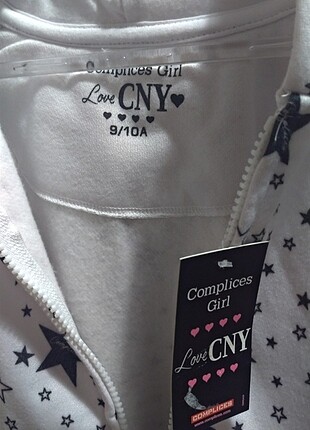 Complices Girl
Love CNY
9/10A
Complices
Girl
Love CNY
COMPLICES